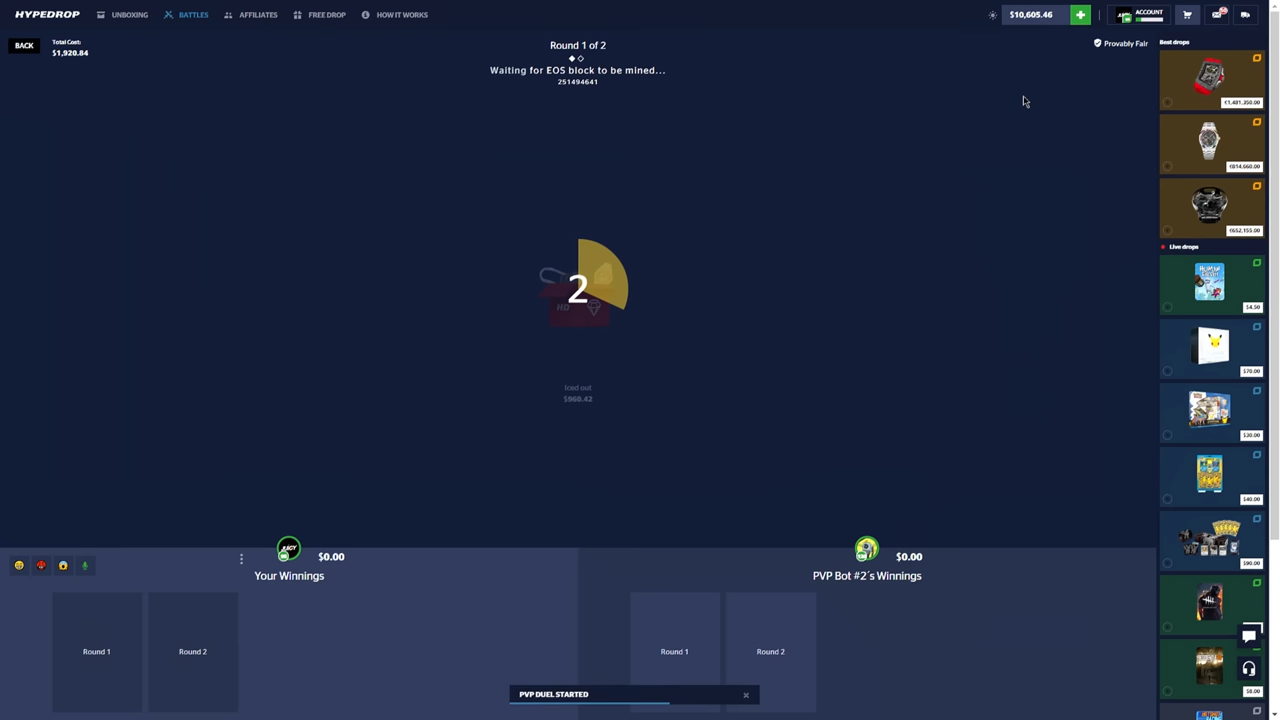 HYPEDROP
UNBOXING
BATTLES
AFFILIATES
FREE DROP
HOW IT WORKS
$10,605.46
ACCOUNT
BACK
Total Cost:
$1,920.84
Round 1 of 2
Waiting for EOS block to be mined...
251494641
Provably Fair
Best drops
€1,481,350.00
€814,660.00
€652,155.00
Live drops
$4.50
$70.00
$30.00
$40.00
$90.00
$8.00
2
HD
Iced out
$960.42
$0.00
Your Winnings
Round 1
Round 2
$0.00
PVP Bot #2´s Winnings
Round 1
Round 2
PVP DUEL STARTED